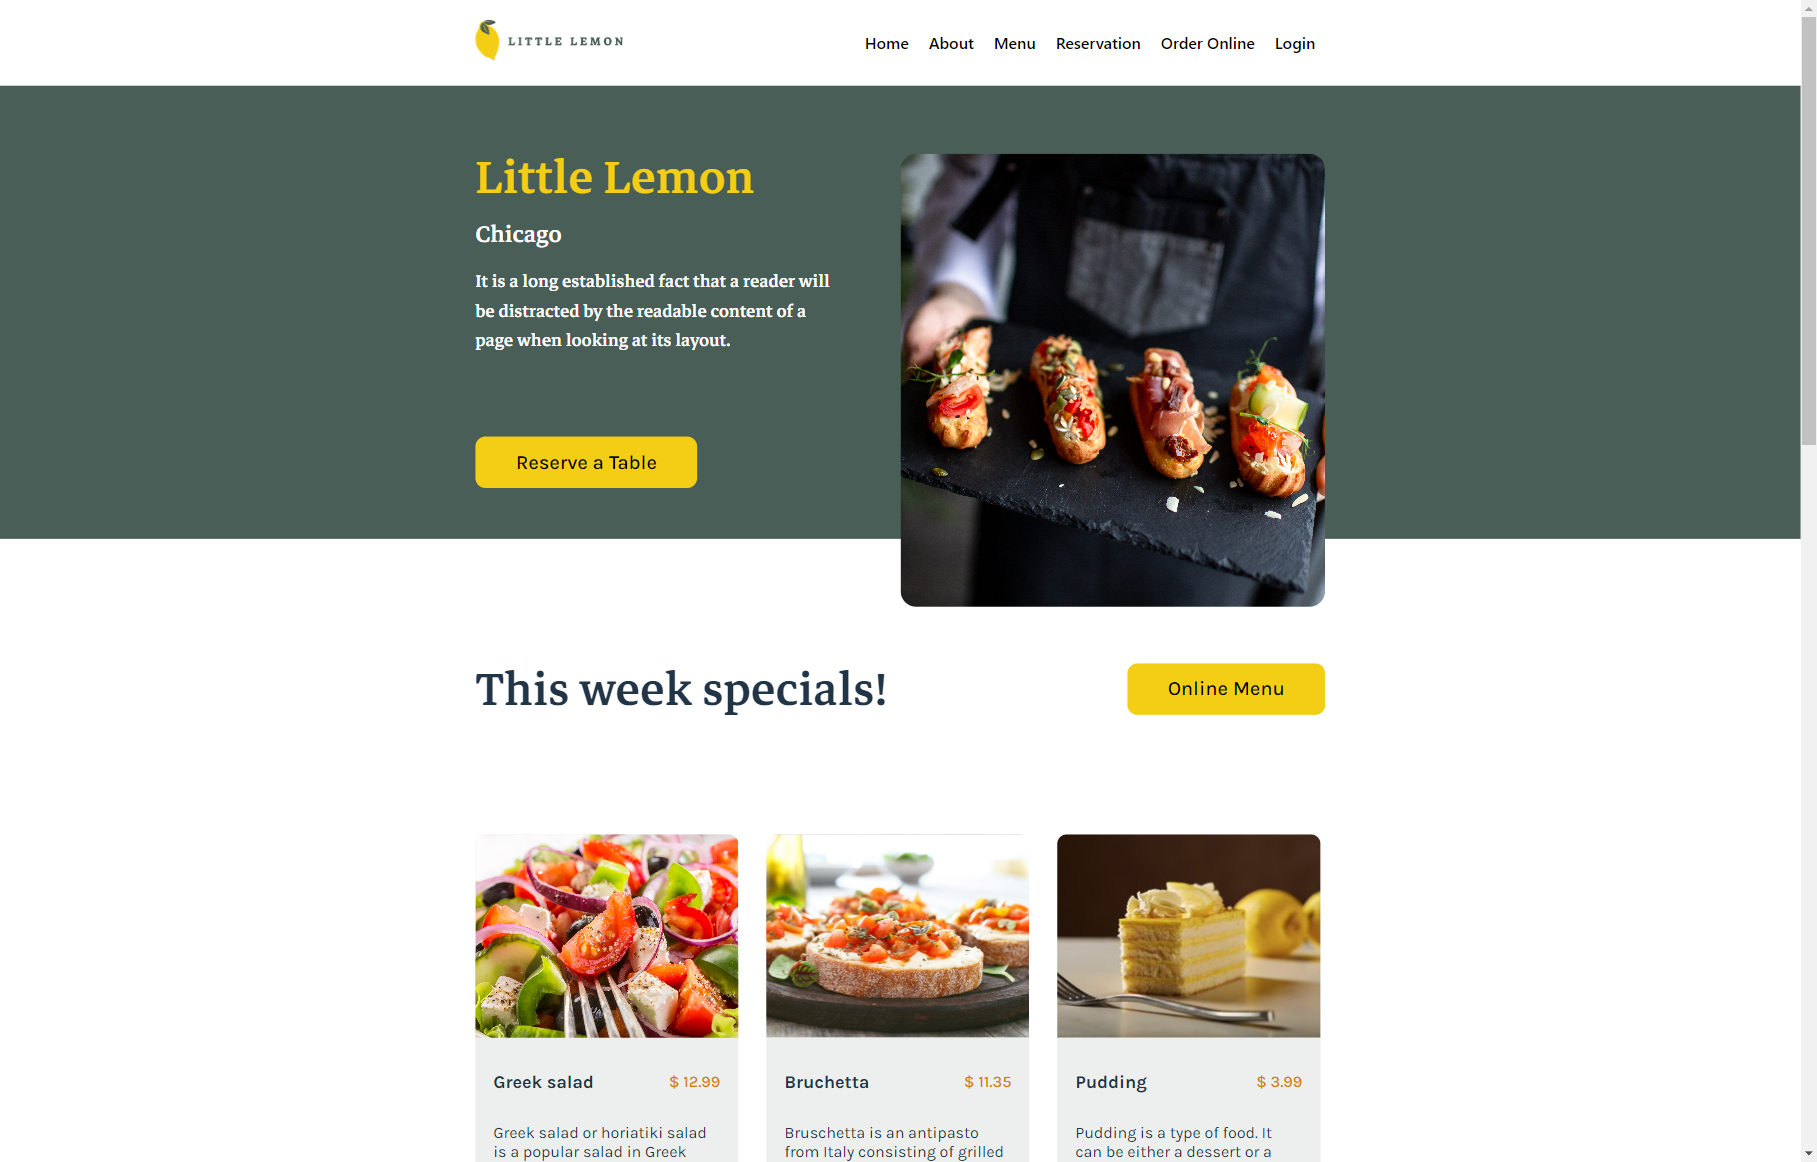 LITTLE LEMON
Home About Menu Reservation Order Online Login
Little Lemon
Chicago
It is a long established fact that a reader will
be distracted by the readable content of a
page when looking at its layout.
Reserve a Table
This week specials!
Online Menu
Greek salad $ 12.99
Greek salad or horiatiki salad
is a popular salad in Greek
Bruchetta $ 11.35
Bruschetta is an antipasto
from Italy consisting of grilled
Pudding $ 3.99
Pudding is a type of food. It
can be either a dessert or a